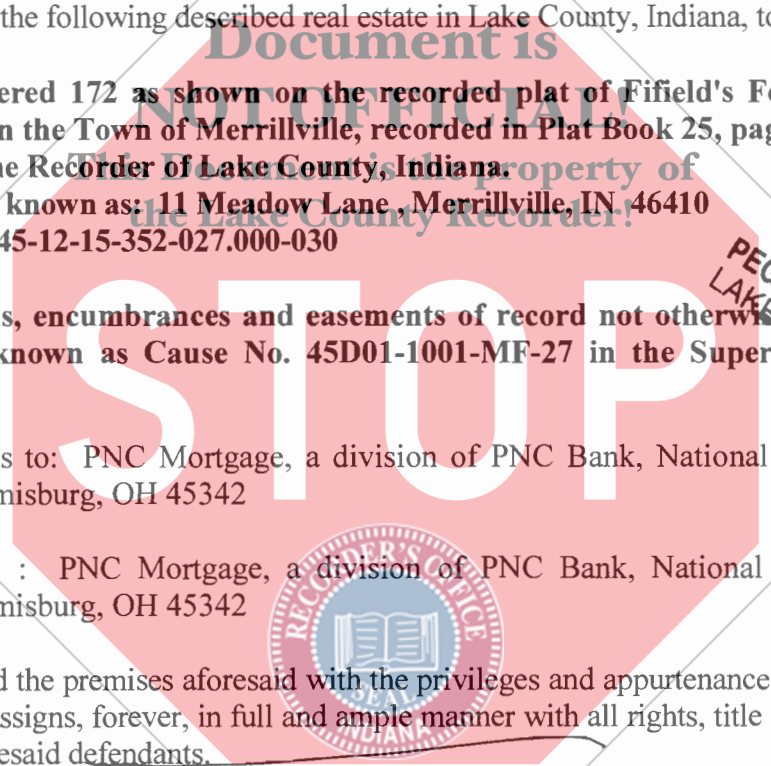 the following described real estate in Lake County, Indiana, to
Document is
ered 172 as shown on the recorded plat of Fifield's Fo
NOT OFFICIAL!
n the Town of Merrillville, recorded in Plat Book 25, pag
ne Recorder of Lake County, Indiana.
This Document is the property of
known as: 11 Meadow Lane , Merrillville, IN 46410
the Lake County Recorder!
45-12-15-352-027.000-030
LAKE
s, encumbrances and easements of record not otherwis
known as Cause No. 45D01-1001-MF-27 in the Super
STOP
s to: PNC Mortgage, a division of PNC Bank, National
misburg, OH 45342
: PNC Mortgage, a division of PNC Bank, National
misburg, OH 45342
RECORDER'S OFFICE
SEAL
INDIANA
d the premises aforesaid with the privileges and appurtenance
ssigns, forever, in full and ample manner with all rights, title
esaid defendants.